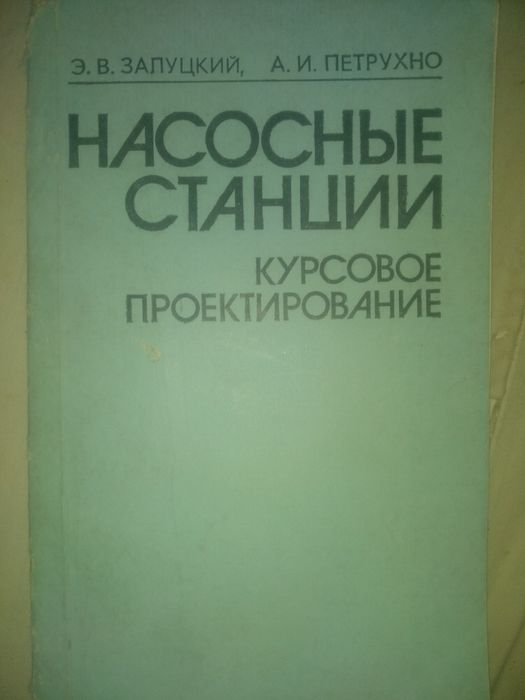 Э. В. ЗАЛУЦКИЙ, А. И. ПЕТРУХНО
НАСОСНЫЕ
СТАНЦИИ
КУРСОВОЕ
ПРОЕКТИРОВАНИЕ